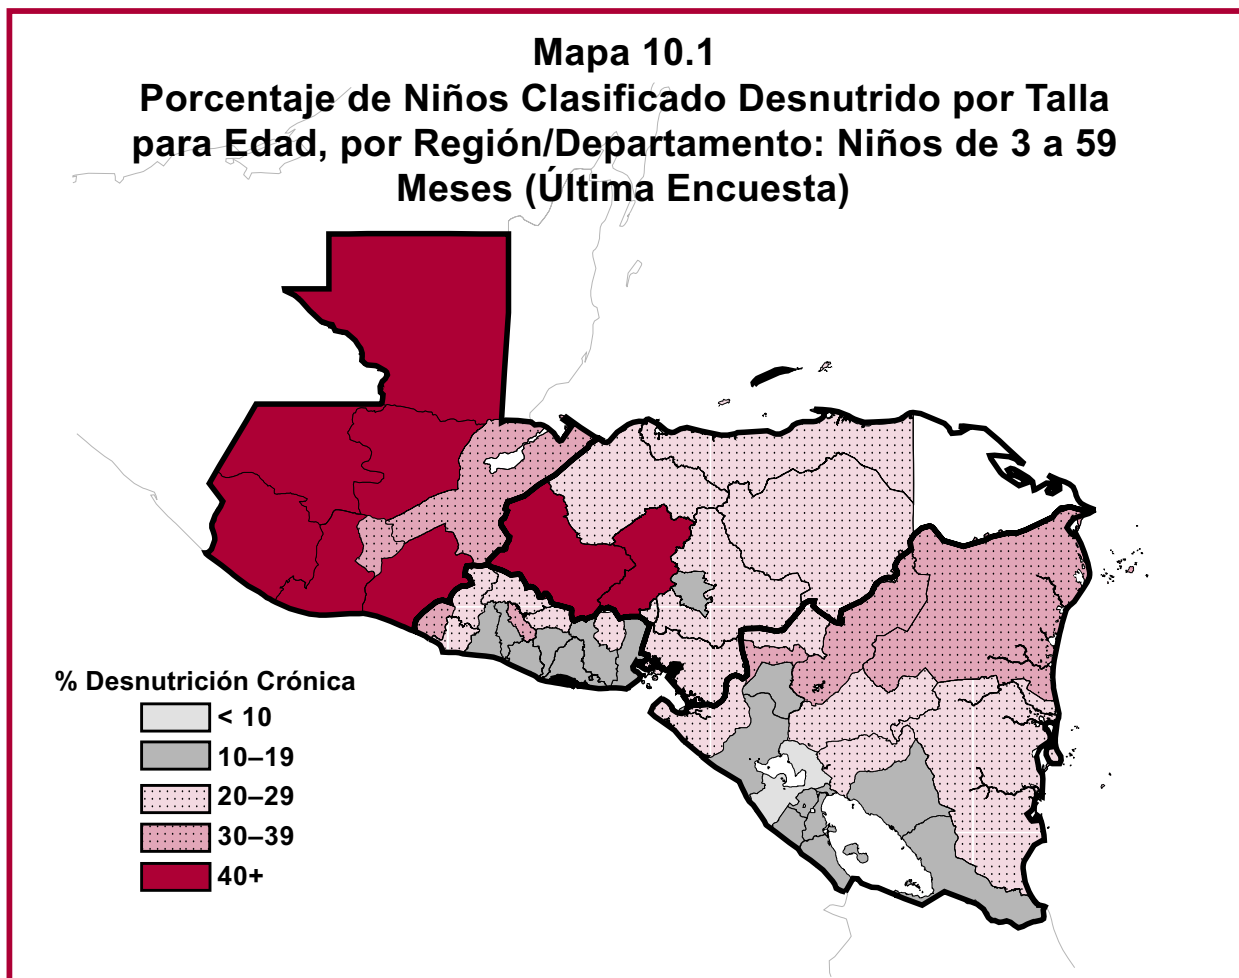 Mapa 10.1
Porcentaje de Niños Clasificado Desnutrido por Talla
para Edad, por Región/Departamento: Niños de 3 a 59
Meses (Última Encuesta)
% Desnutrición Crónica
< 10
10–19
20–29
30–39
40+